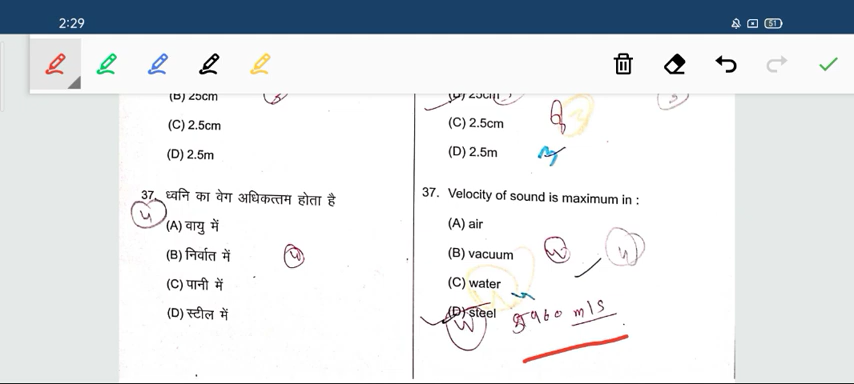 2:29
51
(B) 25cm
(C) 2.5cm
(D) 2.5m
37. ध्वनि का वेग अधिकत्तम होता है
(A) वायु में
(B) निर्वात में
(C) पानी में
(D) स्टील में
(C) 2.5cm
(D) 2.5m
37. Velocity of sound is maximum in :
(A) air
(B) vacuum
(C) water
(D) steel
5960 m/s